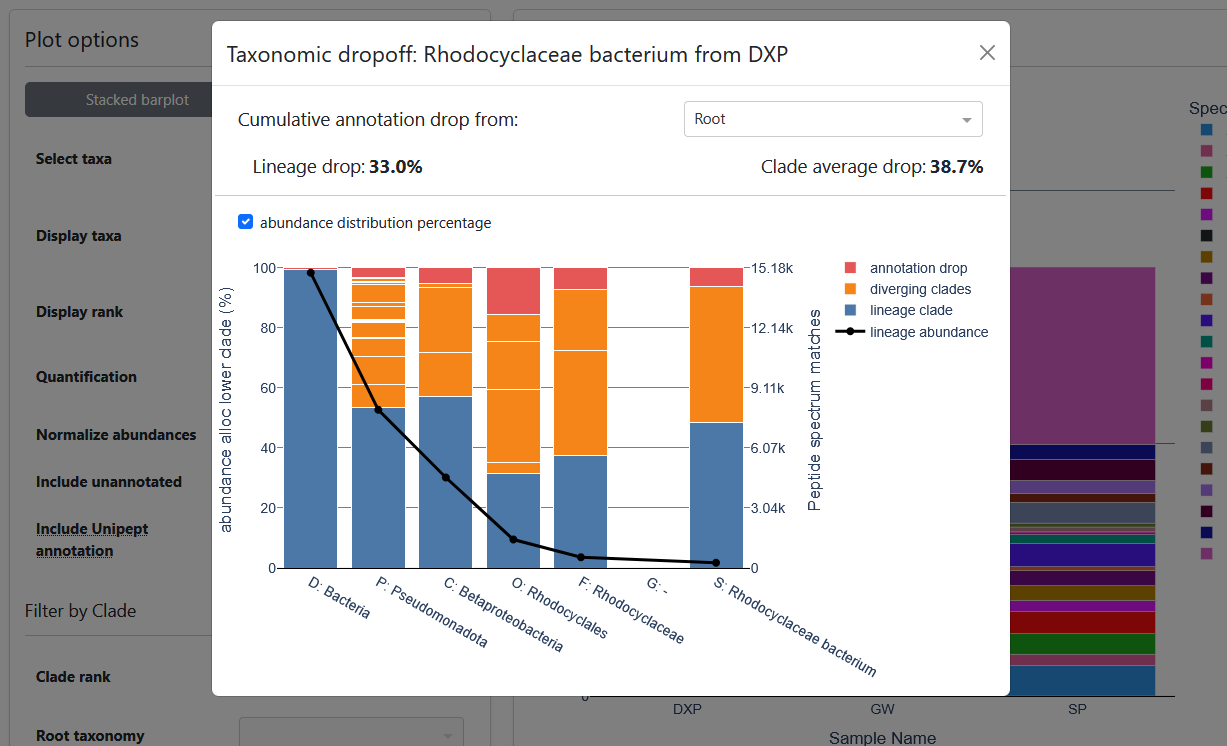 Plot options
Stacked barplot
Select taxa
Display taxa
Display rank
Quantification
Normalize abundances
Include unannotated
Include Unipept
annotation
Filter by Clade
Clade rank
Root taxonomy
Taxonomic dropoff: Rhodocyclaceae bacterium from DXP
Cumulative annotation drop from:
Root
Lineage drop: 33.0%
Clade average drop: 38.7%
abundance distribution percentage
abundance alloc lower clade (%)
100
80
60
40
20
0
15.18k
12.14k
9.11k
6.07k
3.04k
0
Peptide spectrum matches
annotation drop
diverging clades
lineage clade
lineage abundance
D: Bacteria
P: Pseudomonadota
C: Betaproteobacteria
O: Rhodocyclales
F: Rhodocyclaceae
G: -
S: Rhodocyclaceae bacterium
Spec
0
DXP
GW
SP
Sample Name